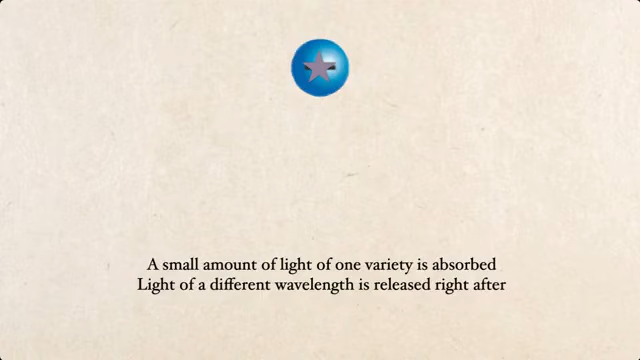 A small amount of light of one variety is absorbed
Light of a different wavelength is released right after